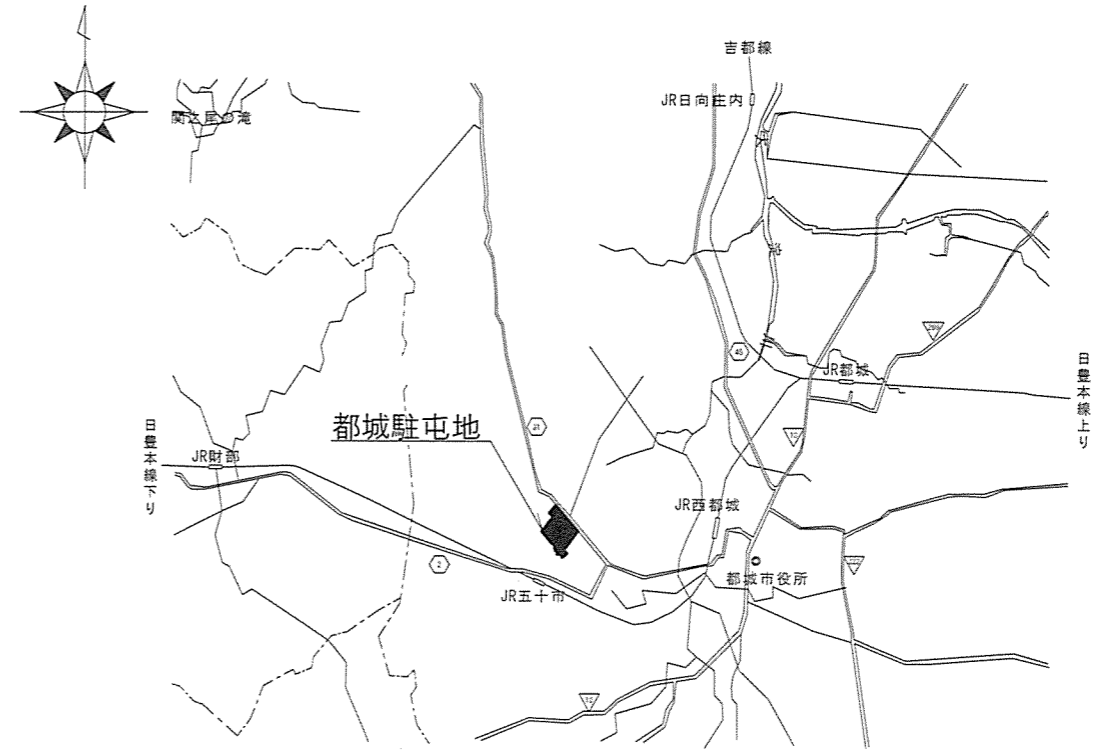 吉都線
JR日向庄内
関之尾の滝
45
JR都城
日豊本線上り
都城駐屯地
31
10
日豊本線下り
JR財部
JR西都城
2
都城市役所
JR五十市